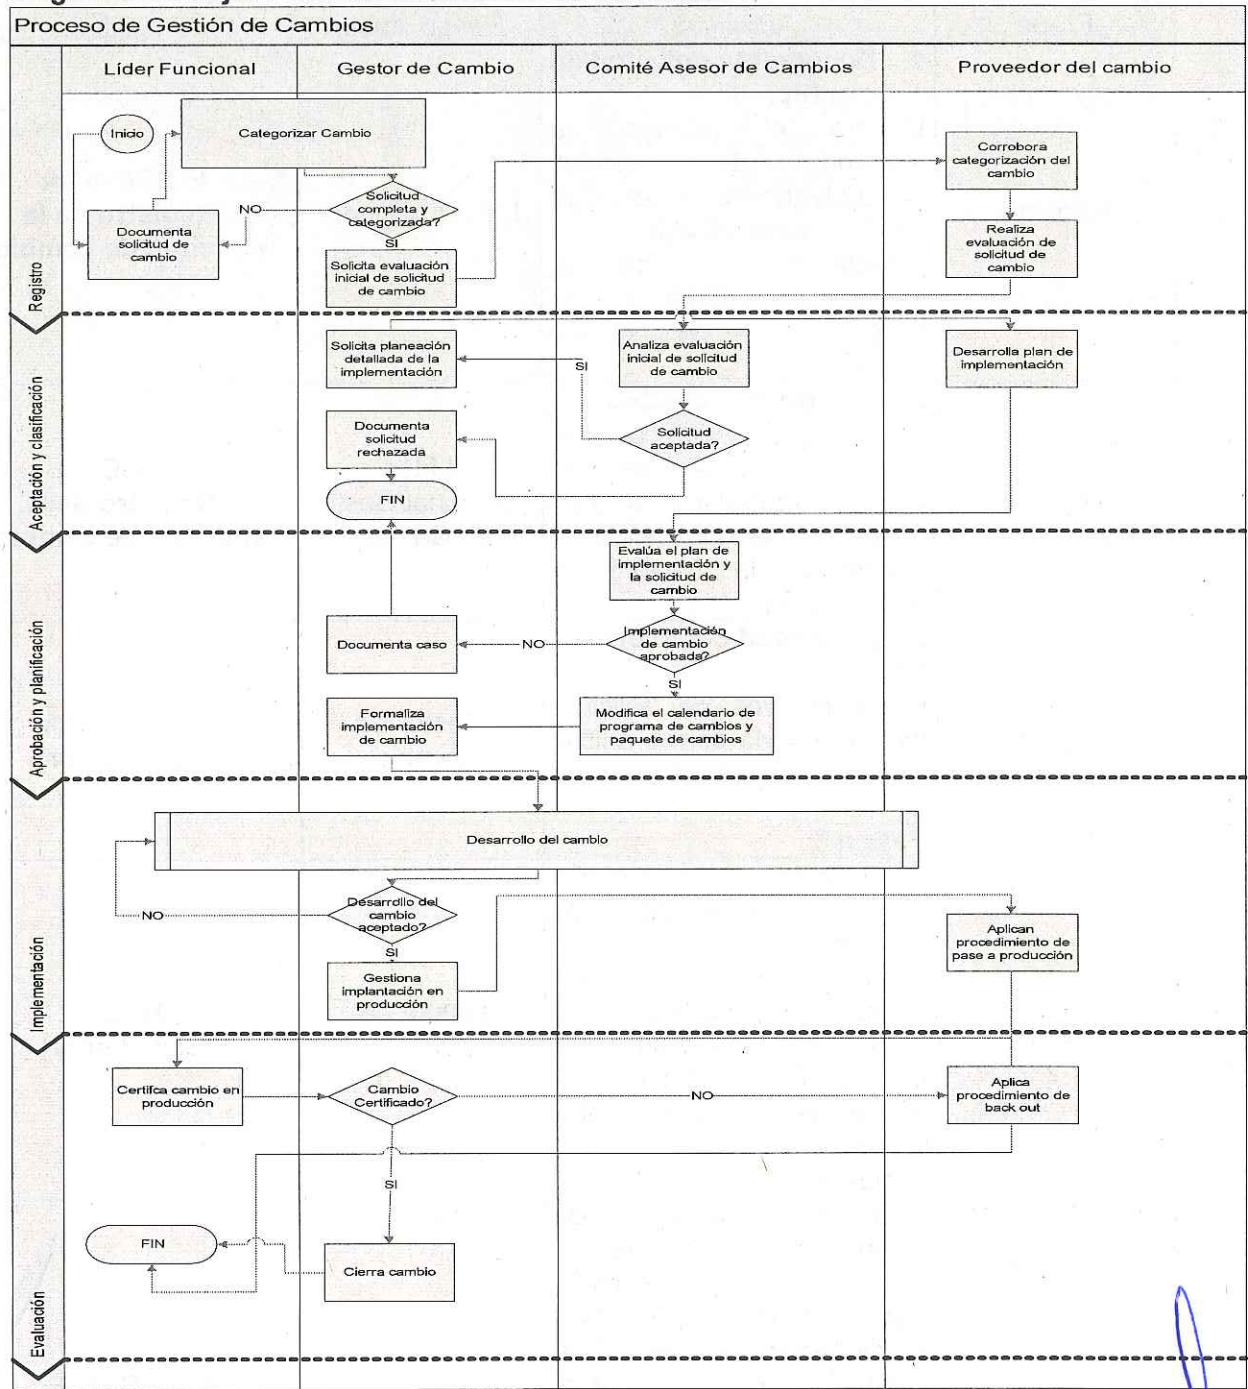 Proceso de Gestión de Cambios
Líder Funcional
Gestor de Cambio
Comité Asesor de Cambios
Proveedor del cambio
Registro
Inicio
Categorizar Cambio
Corrobora
categorización del
cambio
Solicitud
completa y
categorizada?
NO
SI
Documenta
solicitud de
cambio
Realiza
evaluación de
solicitud de
cambio
Solicita evaluación
inicial de solicitud
de cambio
Aceptación y clasificación
Solicita planeación
detallada de la
implementación
SI
Analiza evaluación
inicial de solicitud
de cambio
Desarrolla plan de
implementación
Documenta
solicitud
rechazada
Solicitud
aceptada?
FIN
Aprobación y planificación
Evalúa el plan de
implementación y
la solicitud de
cambio
Documenta caso
NO
Implementación
de cambio
aprobada?
SI
Formaliza
implementación
de cambio
Modifica el calendario de
programa de cambios y
paquete de cambios
Implementación
Desarrollo del cambio
NO
Desarrollo del
cambio
aceptado?
SI
Aplican
procedimiento de
pase a producción
Gestiona
implantación en
producción
Evaluación
Certifca cambio en
producción
Cambio
Certificado?
NO
Aplica
procedimiento de
back out
SI
FIN
Cierra cambio